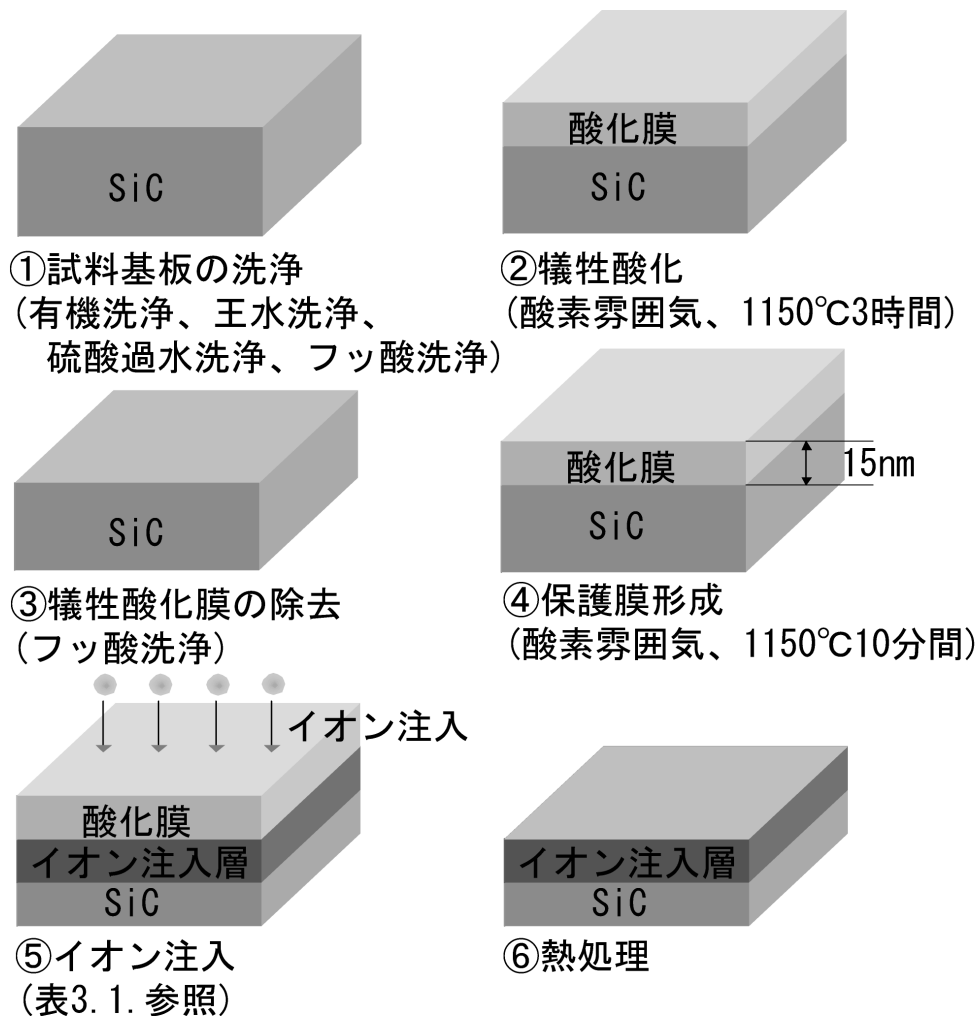 SiC
①試料基板の洗浄
(有機洗浄、王水洗浄、
硫酸過水洗浄、フッ酸洗浄)
酸化膜
SiC
②犠牲酸化
(酸素雰囲気、1150℃3時間)
SiC
③犠牲酸化膜の除去
(フッ酸洗浄)
酸化膜
15nm
SiC
④保護膜形成
(酸素雰囲気、1150℃10分間)
イオン注入
酸化膜
イオン注入層
SiC
⑤イオン注入
(表3.1.参照)
イオン注入層
SiC
⑥熱処理